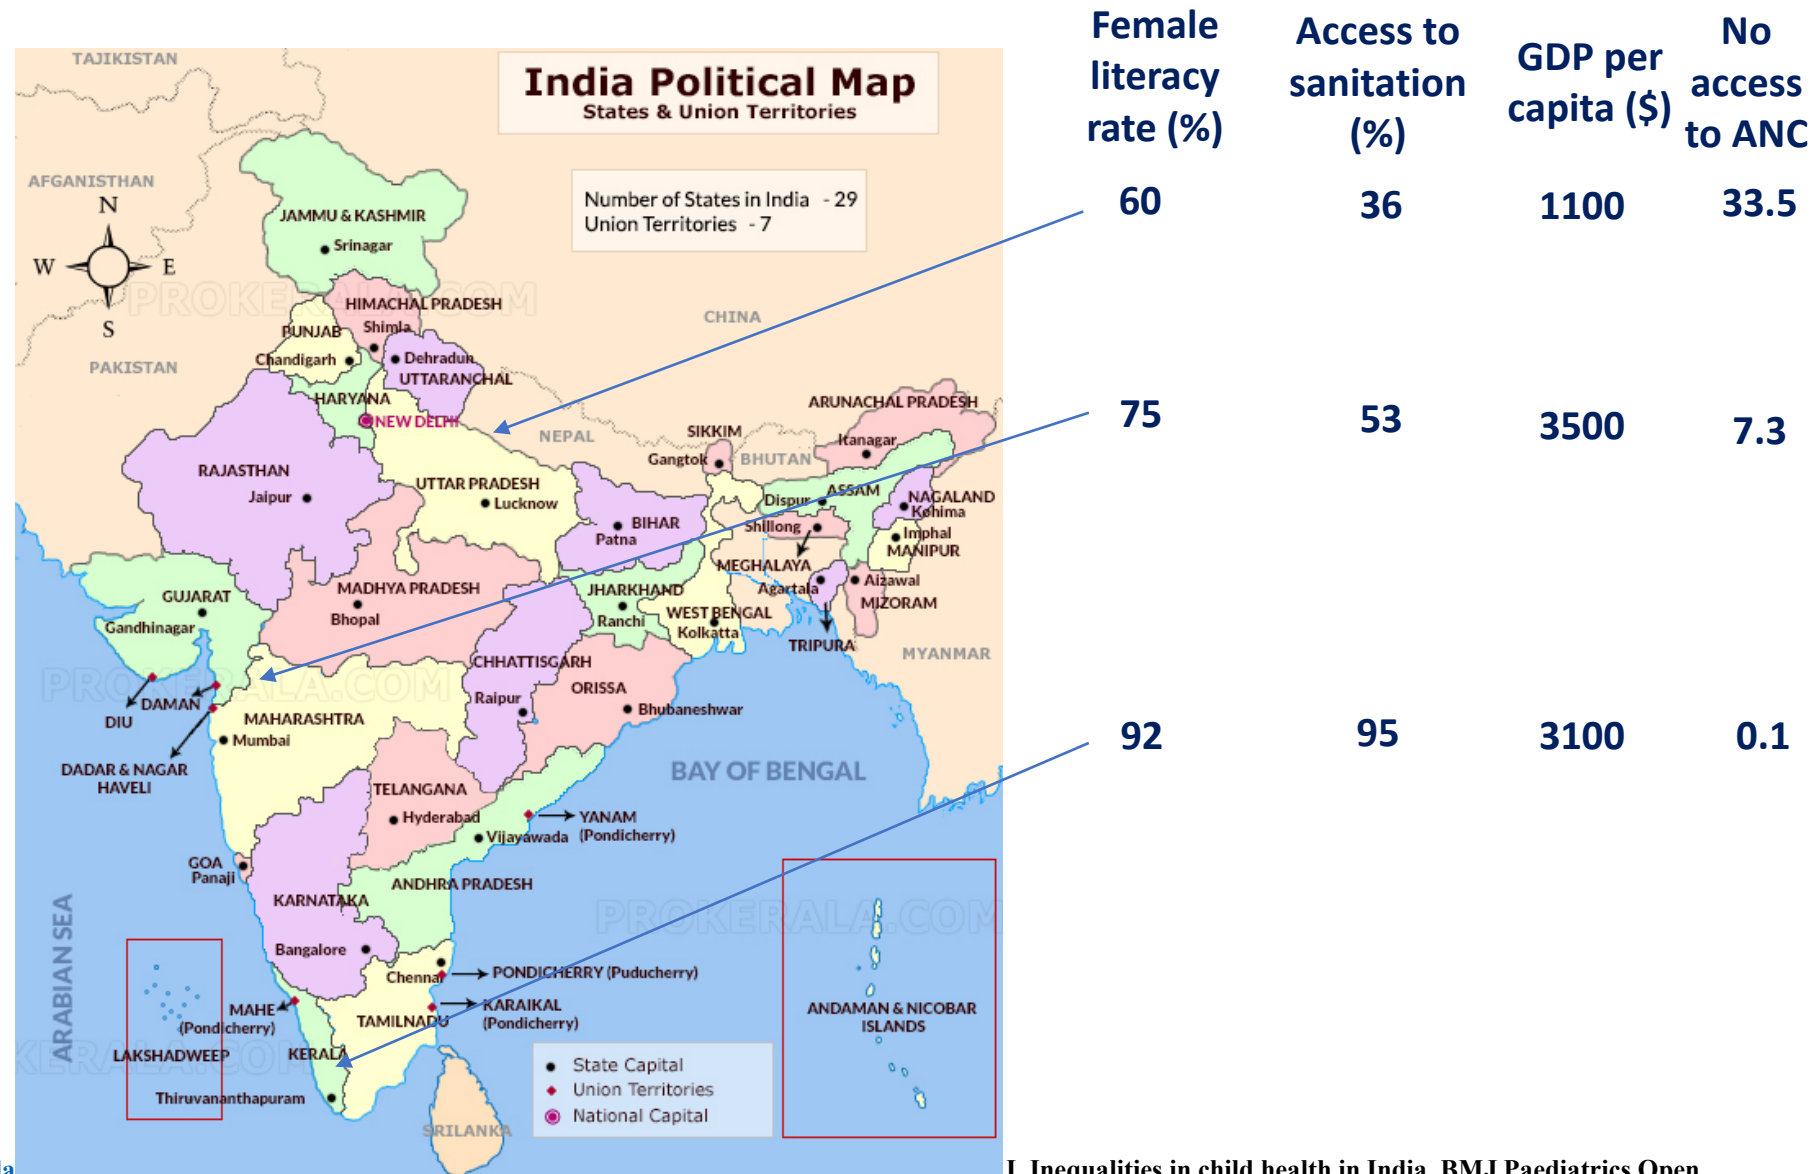 India Political Map
States & Union Territories
Number of States in India - 29
Union Territories - 7
TAJIKISTAN
AFGANISTHAN
N
W
E
S
PAKISTAN
CHINA
NEPAL
BHUTAN
MYANMAR
SRILANKA
JAMMU & KASHMIR
Srinagar
HIMACHAL PRADESH
Shimla
PUNJAB
Chandigarh
Dehradun
UTTARANCHAL
HARYANA
NEW DELHI
ARUNACHAL PRADESH
Itanagar
SIKKIM
Gangtok
RAJASTHAN
Jaipur
UTTAR PRADESH
Lucknow
BIHAR
Patna
Dispur
ASSAM
NAGALAND
Kohima
Shillong
Imphal
MANIPUR
MEGHALAYA
Agartala
Aizawal
MIZORAM
TRIPURA
GUJARAT
Gandhinagar
MADHYA PRADESH
Bhopal
JHARKHAND
Ranchi
WEST BENGAL
Kolkatta
CHHATTISGARH
Raipur
ORISSA
Bhubaneshwar
DIU
DAMAN
DADAR & NAGAR
HAVELI
MAHARASHTRA
Mumbai
TELANGANA
Hyderabad
Vijayawada
YANAM
(Pondicherry)
BAY OF BENGAL
GOA
Panaji
KARNATAKA
ANDHRA PRADESH
Bangalore
Chennai
PONDICHERRY (Puducherry)
KARAIKAL
(Pondicherry)
MAHE
(Pondicherry)
TAMILNADU
KERALA
LAKSHADWEEP
Thiruvananthapuram
ARABIAN SEA
ANDAMAN & NICOBAR
ISLANDS
State Capital
Union Territories
National Capital
PROKERALA.COM
PROKERALA.COM
PROKERALA.COM
KERALA.COM
Female
literacy
rate (%)
Access to
sanitation
(%)
GDP per
capita ($)
No
access
to ANC
60 36 1100 33.5
75 53 3500 7.3
92 95 3100 0.1
Inequalities in child health in India. BMJ Paediatrics Open